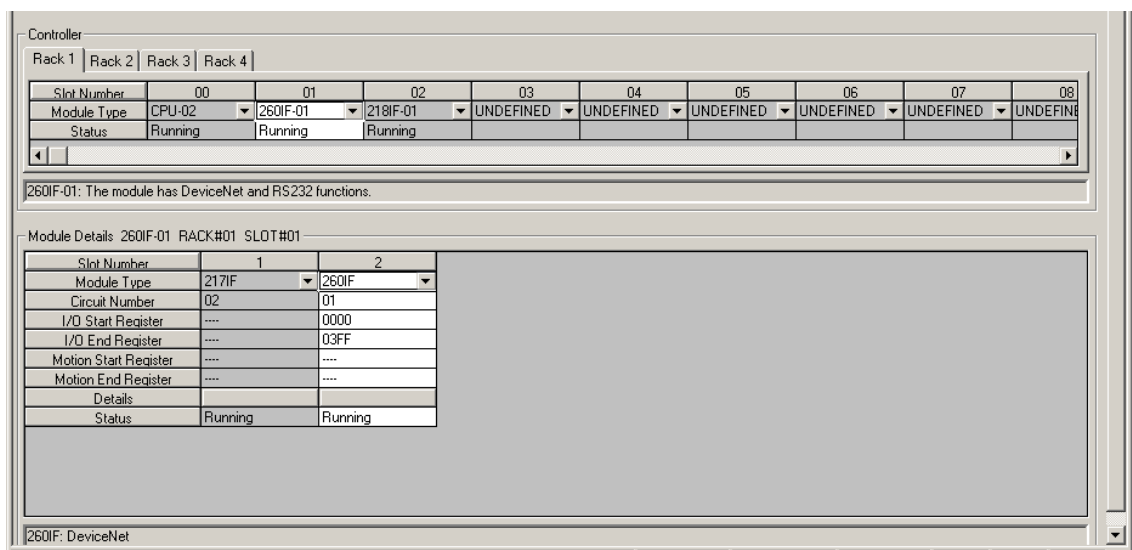 Controller
Rack 1 Rack 2 Rack 3 Rack 4
Slot Number 00 01 02 03 04 05 06 07 08
Module Type CPU-02 260IF-01 218IF-01 UNDEFINED UNDEFINED UNDEFINED UNDEFINED UNDEFINED UNDEFINE
Status Running Running Running
260IF-01: The module has DeviceNet and RS232 functions.
Module Details 260IF-01 RACK#01 SLOT#01
Slot Number 1 2
Module Type 217IF 260IF
Circuit Number 02 01
I/O Start Register ---- 0000
I/O End Register ---- 03FF
Motion Start Register ---- ----
Motion End Register ---- ----
Details
Status Running Running
260IF: DeviceNet